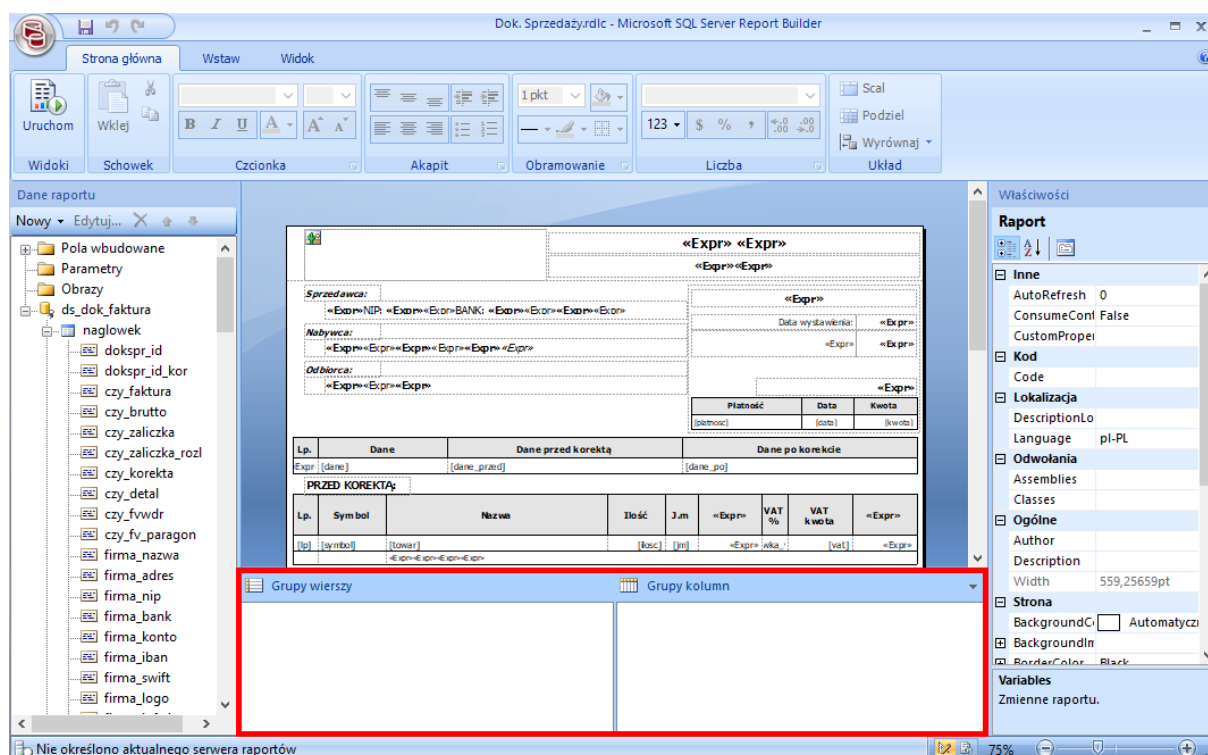 Dok. Sprzedaży.rdlc - Microsoft SQL Server Report Builder
Strona główna Wstaw Widok
Uruchom Wklej 1 pkt 123 $ % Scal
Podziel
Wyrównaj
Widoki Schowek Czcionka Akapit Obramowanie Liczba Układ
Dane raportu
Nowy Edytuj...
Pola wbudowane
Parametry
Obrazy
ds_dok_faktura
naglowek
dokspr_id
dokspr_id_kor
czy_faktura
czy_brutto
czy_zaliczka
czy_zaliczka_rozl
czy_korekta
czy_detal
czy_fvwdr
czy_fv_paragon
firma_nazwa
firma_adres
firma_nip
firma_bank
firma_konto
firma_iban
firma_swift
firma_logo
«Expr» «Expr»
«Expr»«Expr»
Sprzedawca:
«Expr»NIP: «Expr»«Expr»BANK: «Expr»«Expr»«Expr»«Expr»
Nabywca:
«Expr»«Expr»«Expr»«Expr»«Expr» «Expr»
Odbiorca:
«Expr»«Expr»«Expr»
«Expr»
Data wystawienia: «Expr»
«Expr» «Expr»
«Expr»
Płatność Data Kwota
[platnosc] [data] [kwota]
Lp. Dane Dane przed korektą Dane po korekcie
Expr [dane] [dane_przed] [dane_po]
PRZED KOREKTĄ:
Lp. Symbol Nazwa Ilość J.m «Expr» VAT % VAT kwota «Expr»
[lp] [symbol] [towar] [ilosc] [jm] «Expr» wka_ [vat] «Expr»
«Expr»«Expr»«Expr»«Expr»
Grupy wierszy Grupy kolumn
Właściwości
Raport
Inne
AutoRefresh 0
ConsumeCont False
CustomProper
Kod
Code
Lokalizacja
DescriptionLo
Language pl-PL
Odwołania
Assemblies
Classes
Ogólne
Author
Description
Width 559,25659pt
Strona
BackgroundC Automatycz
BackgroundIm
BorderColor Black
Variables
Zmienne raportu.
Nie określono aktualnego serwera raportów 75%